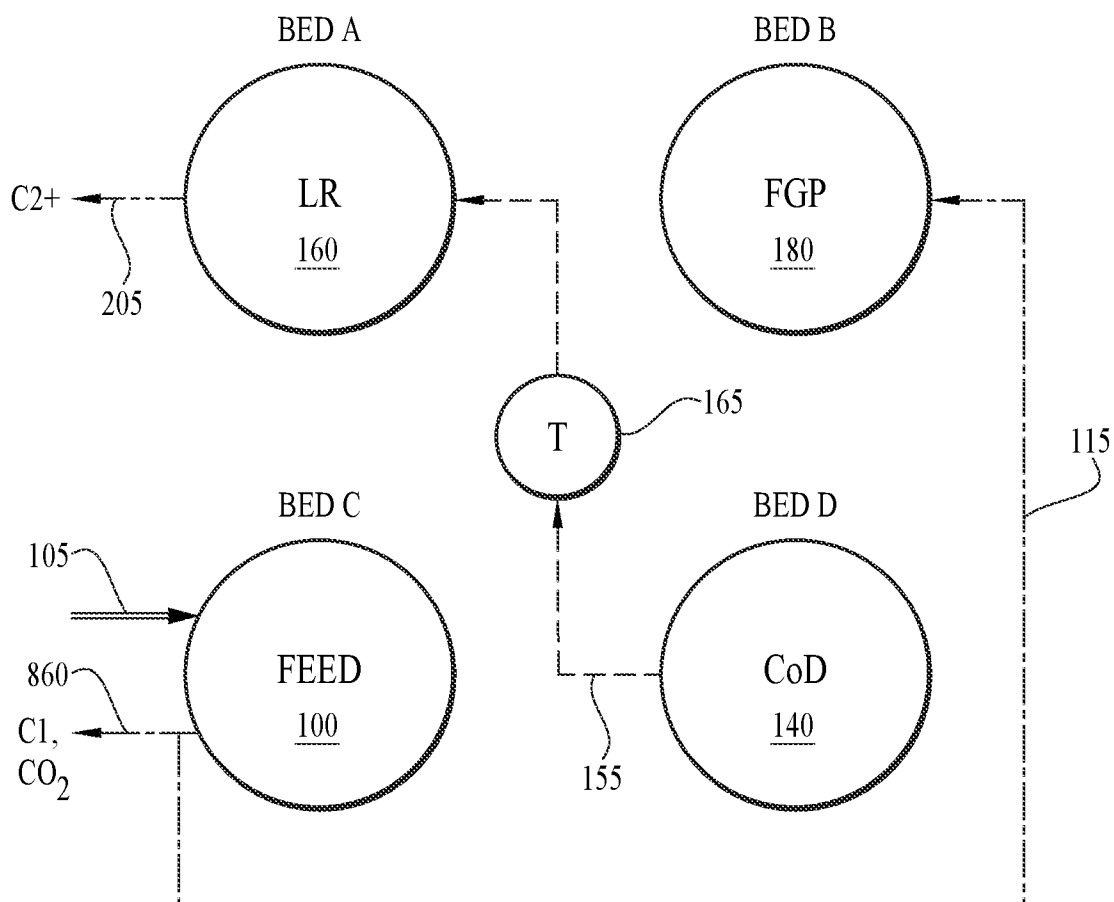 BED A
BED B
LR
160
FGP
180
C2+
205
T
165
115
BED C
BED D
105
FEED
100
CoD
140
860
C1,
CO2
155